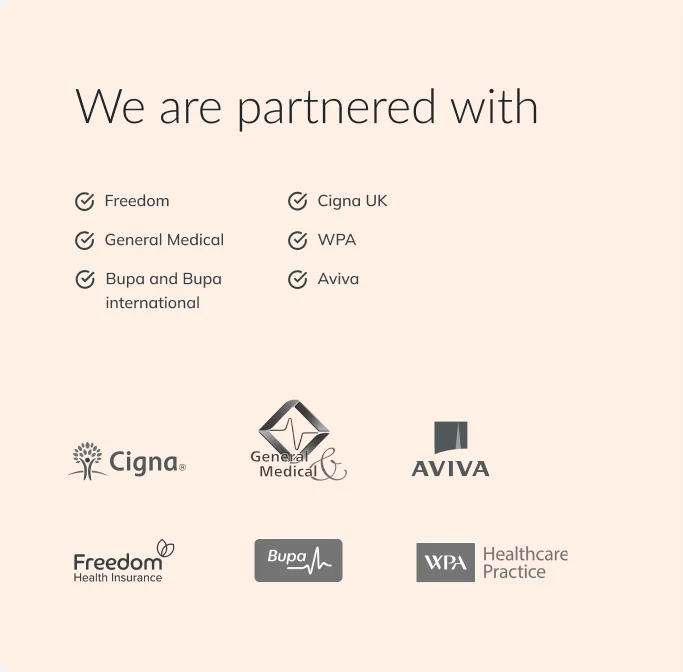 We are partnered with
Freedom
General Medical
Bupa and Bupa
international
Cigna UK
WPA
Aviva
Cigna®
General &
Medical
AVIVA
Freedom
Health Insurance
Bupa
WPA
Healthcare
Practice